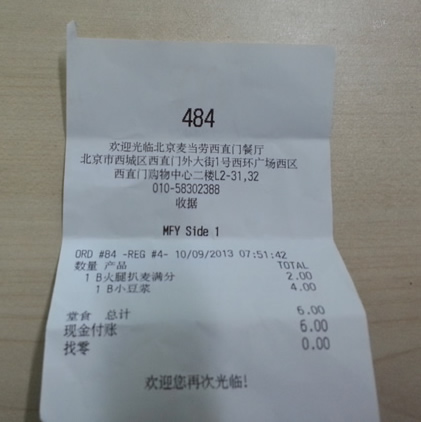 484
欢迎光临北京麦当劳西直门餐厅
北京市西城区西直门外大街1号西环广场西区
西直门购物中心二楼L2-31,32
010-58302388
收据
MFY Side 1
ORD #84 -REG #4- 10/09/2013 07:51:42
数量 产品 TOTAL
1 B火腿扒麦满分 2.00
1 B小豆浆 4.00
堂食 总计 6.00
现金付账 6.00
找零 0.00
欢迎您再次光临!